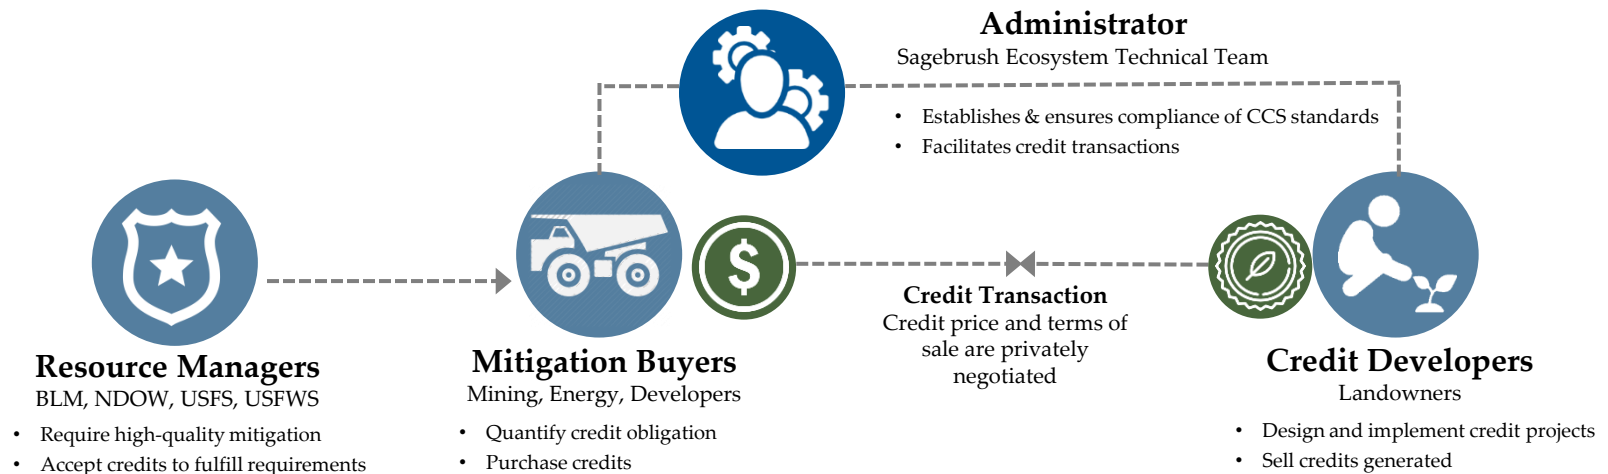 Administrator
Sagebrush Ecosystem Technical Team
• Establishes & ensures compliance of CCS standards
• Facilitates credit transactions
$
Credit Transaction
Credit price and terms of
sale are privately
negotiated
Resource Managers
BLM, NDOW, USFS, USFWS
• Require high-quality mitigation
• Accept credits to fulfill requirements
Mitigation Buyers
Mining, Energy, Developers
• Quantify credit obligation
• Purchase credits
Credit Developers
Landowners
• Design and implement credit projects
• Sell credits generated